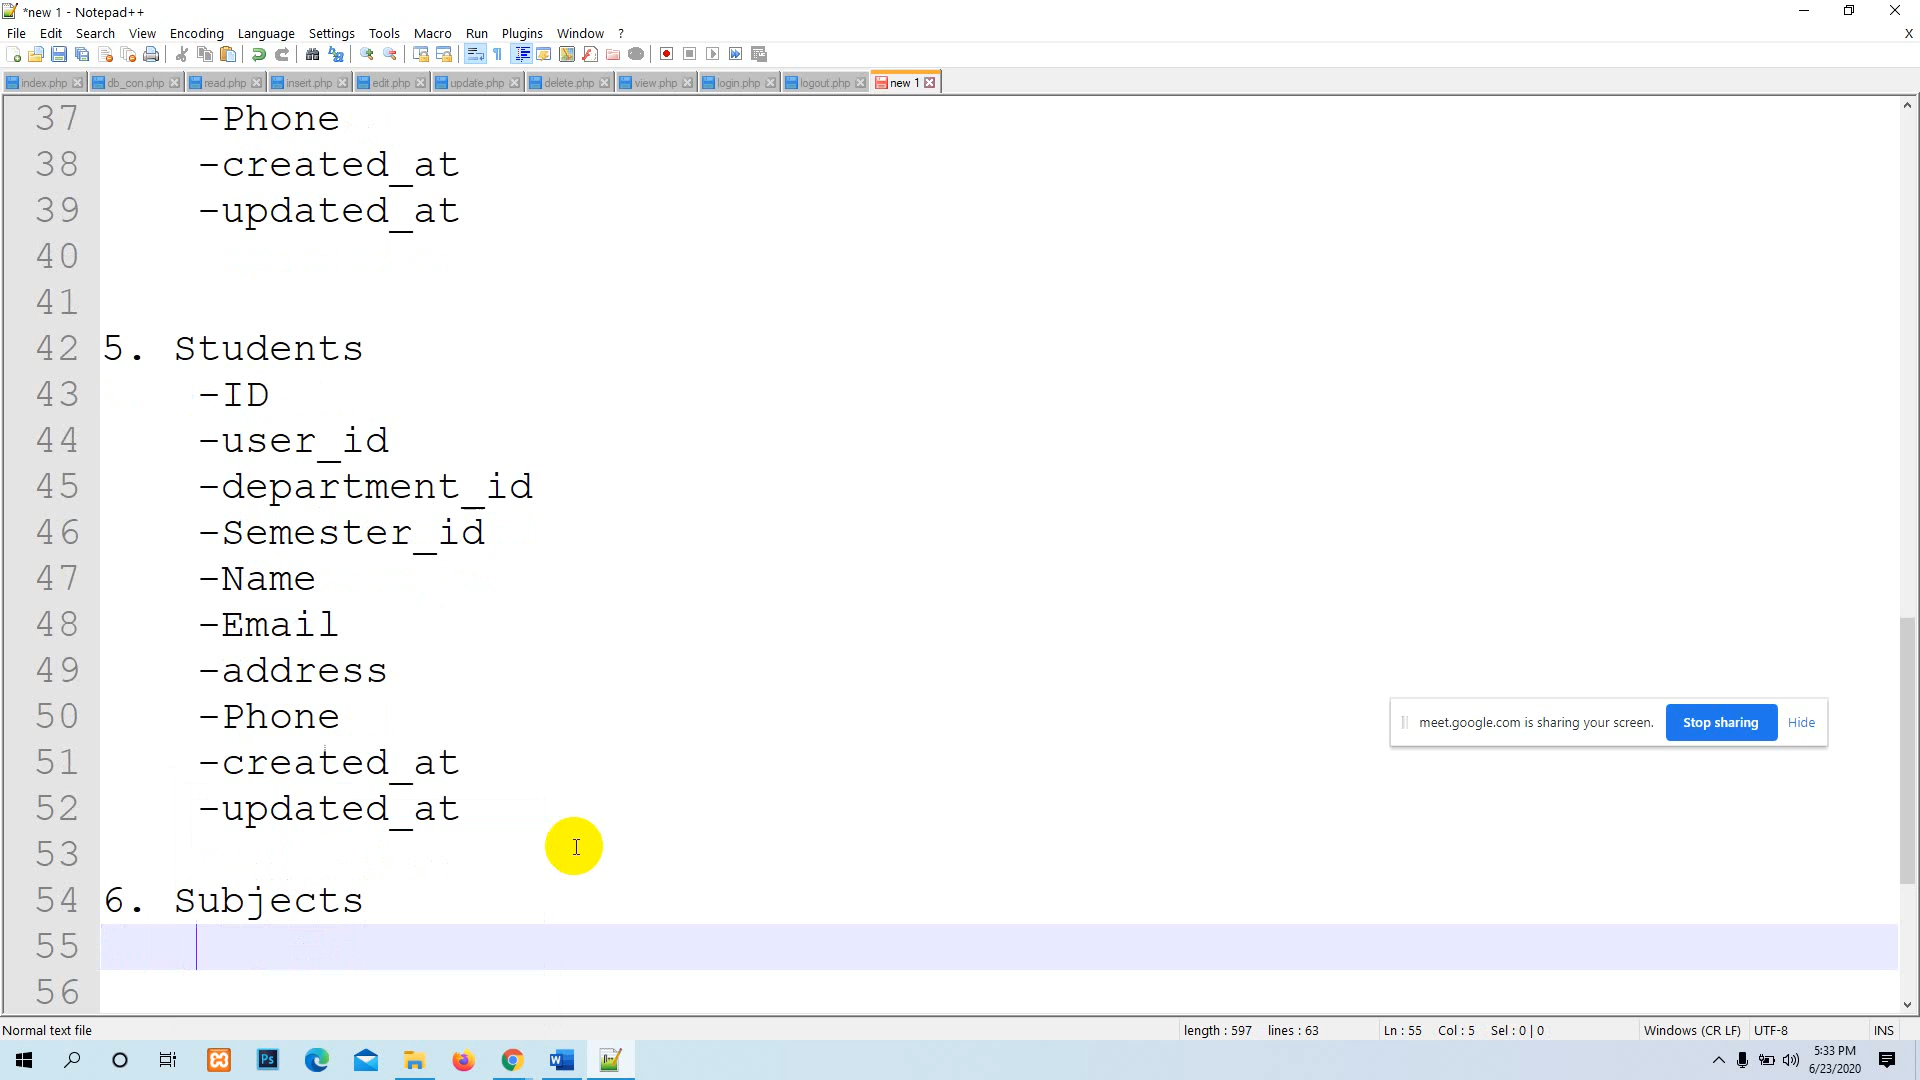 *new 1 - Notepad++
File Edit Search View Encoding Language Settings Tools Macro Run Plugins Window ? X
index.php db_con.php read.php insert.php edit.php update.php delete.php view.php login.php logout.php new 1
37 -Phone
38 -created_at
39 -updated_at
40
41
42 5. Students
43 -ID
44 -user_id
45 -department_id
46 -Semester_id
47 -Name
48 -Email
49 -address
50 -Phone
51 -created_at
52 -updated_at
53
54 6. Subjects
55
56
meet.google.com is sharing your screen. Stop sharing Hide
Normal text file length : 597 lines : 63 Ln : 55 Col : 5 Sel : 0 | 0 Windows (CR LF) UTF-8 INS
Ps W 5:33 PM
6/23/2020